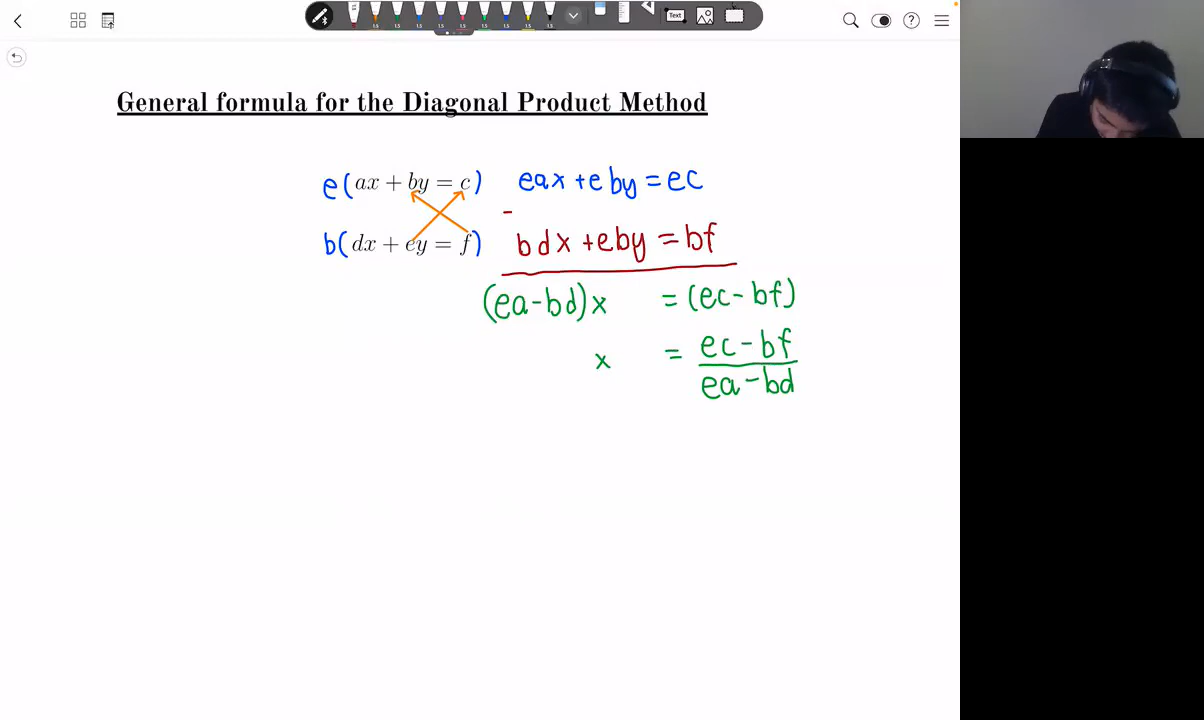 Text
General formula for the Diagonal Product Method
e(ax + by = c) eax + eby = ec
-
b(dx + ey = f) bdx + eby = bf
(ea-bd)x = (ec-bf)
x = ec-bf
ea-bd